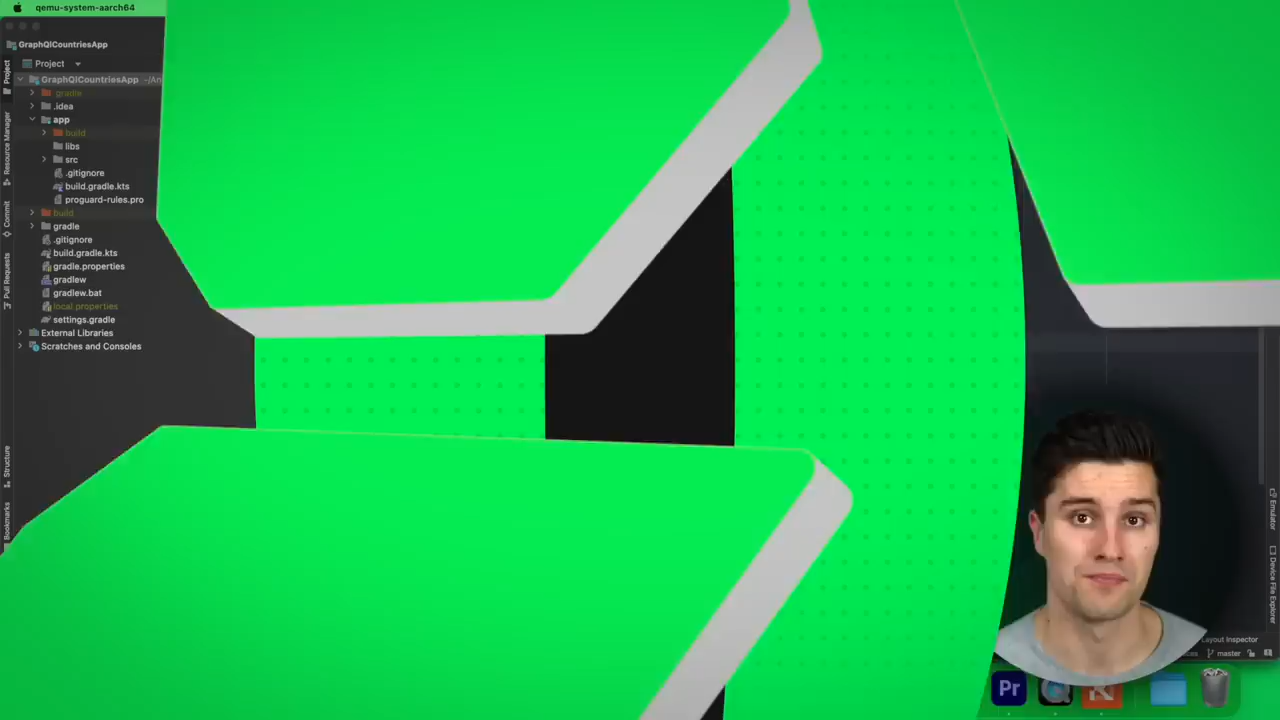 qemu-system-aarch64
GraphQlCountriesApp
Project
Project
GraphQlCountriesApp ~/An
.gradle
.idea
app
build
libs
src
.gitignore
build.gradle.kts
proguard-rules.pro
build
gradle
.gitignore
build.gradle.kts
gradle.properties
gradlew
gradlew.bat
local.properties
settings.gradle
External Libraries
Scratches and Consoles
Resource Manager
Commit
Pull Requests
Structure
Bookmarks
Emulator
Device File Explorer
Layout Inspector
master
Pr